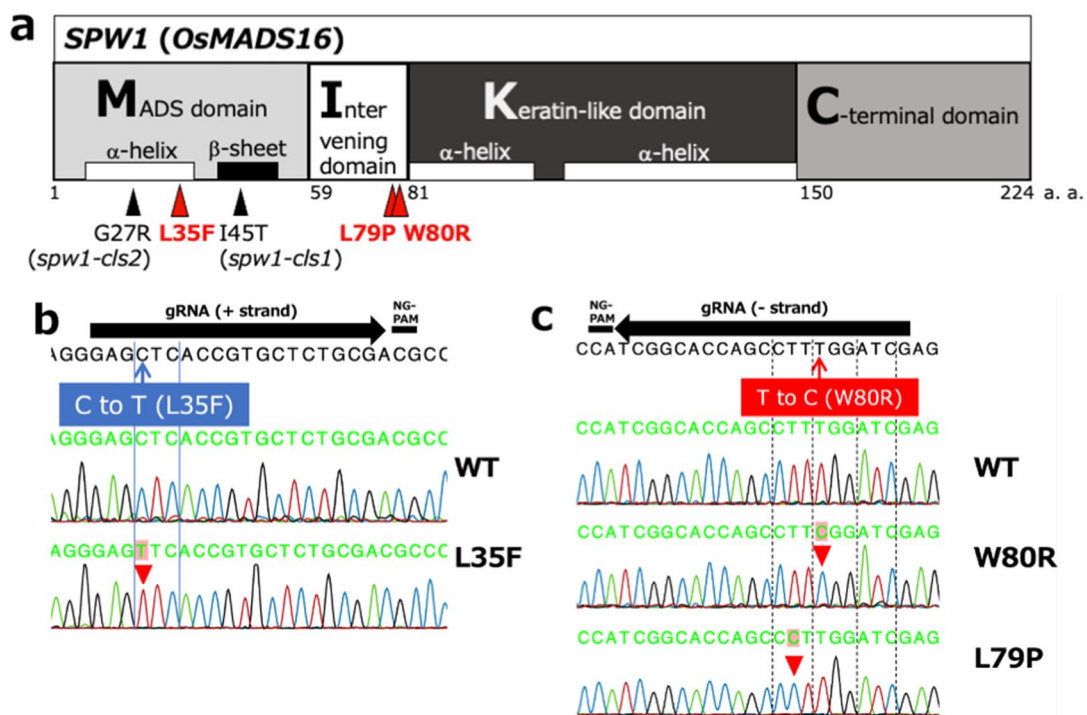 a
SPW1 (OsMADS16)
MADS domain
Inter
vening
domain
Keratin-like domain
C-terminal domain
α-helix
β-sheet
α-helix
α-helix
1
59
81
150
224 a. a.
G27R
L35F
I45T
L79P W80R
(spw1-cls2)
(spw1-cls1)
b
gRNA (+ strand)
NG-
PAM
AGGGAGCTCACCGTGCTCTGCGACGCC
C to T (L35F)
AGGGAGCTCACCGTGCTCTGCGACGCC
WT
AGGGAGTTCACCGTGCTCTGCGACGCCC
L35F
c
NG-
PAM
gRNA (- strand)
CCATCGGCACCAGCCTTTGGATCGAG
T to C (W80R)
CCATCGGCACCAGCCTTTGGATCGAG
WT
CCATCGGCACCAGCCTTCGGATCGAG
W80R
CCATCGGCACCAGCCCTTGGATCGAG
L79P